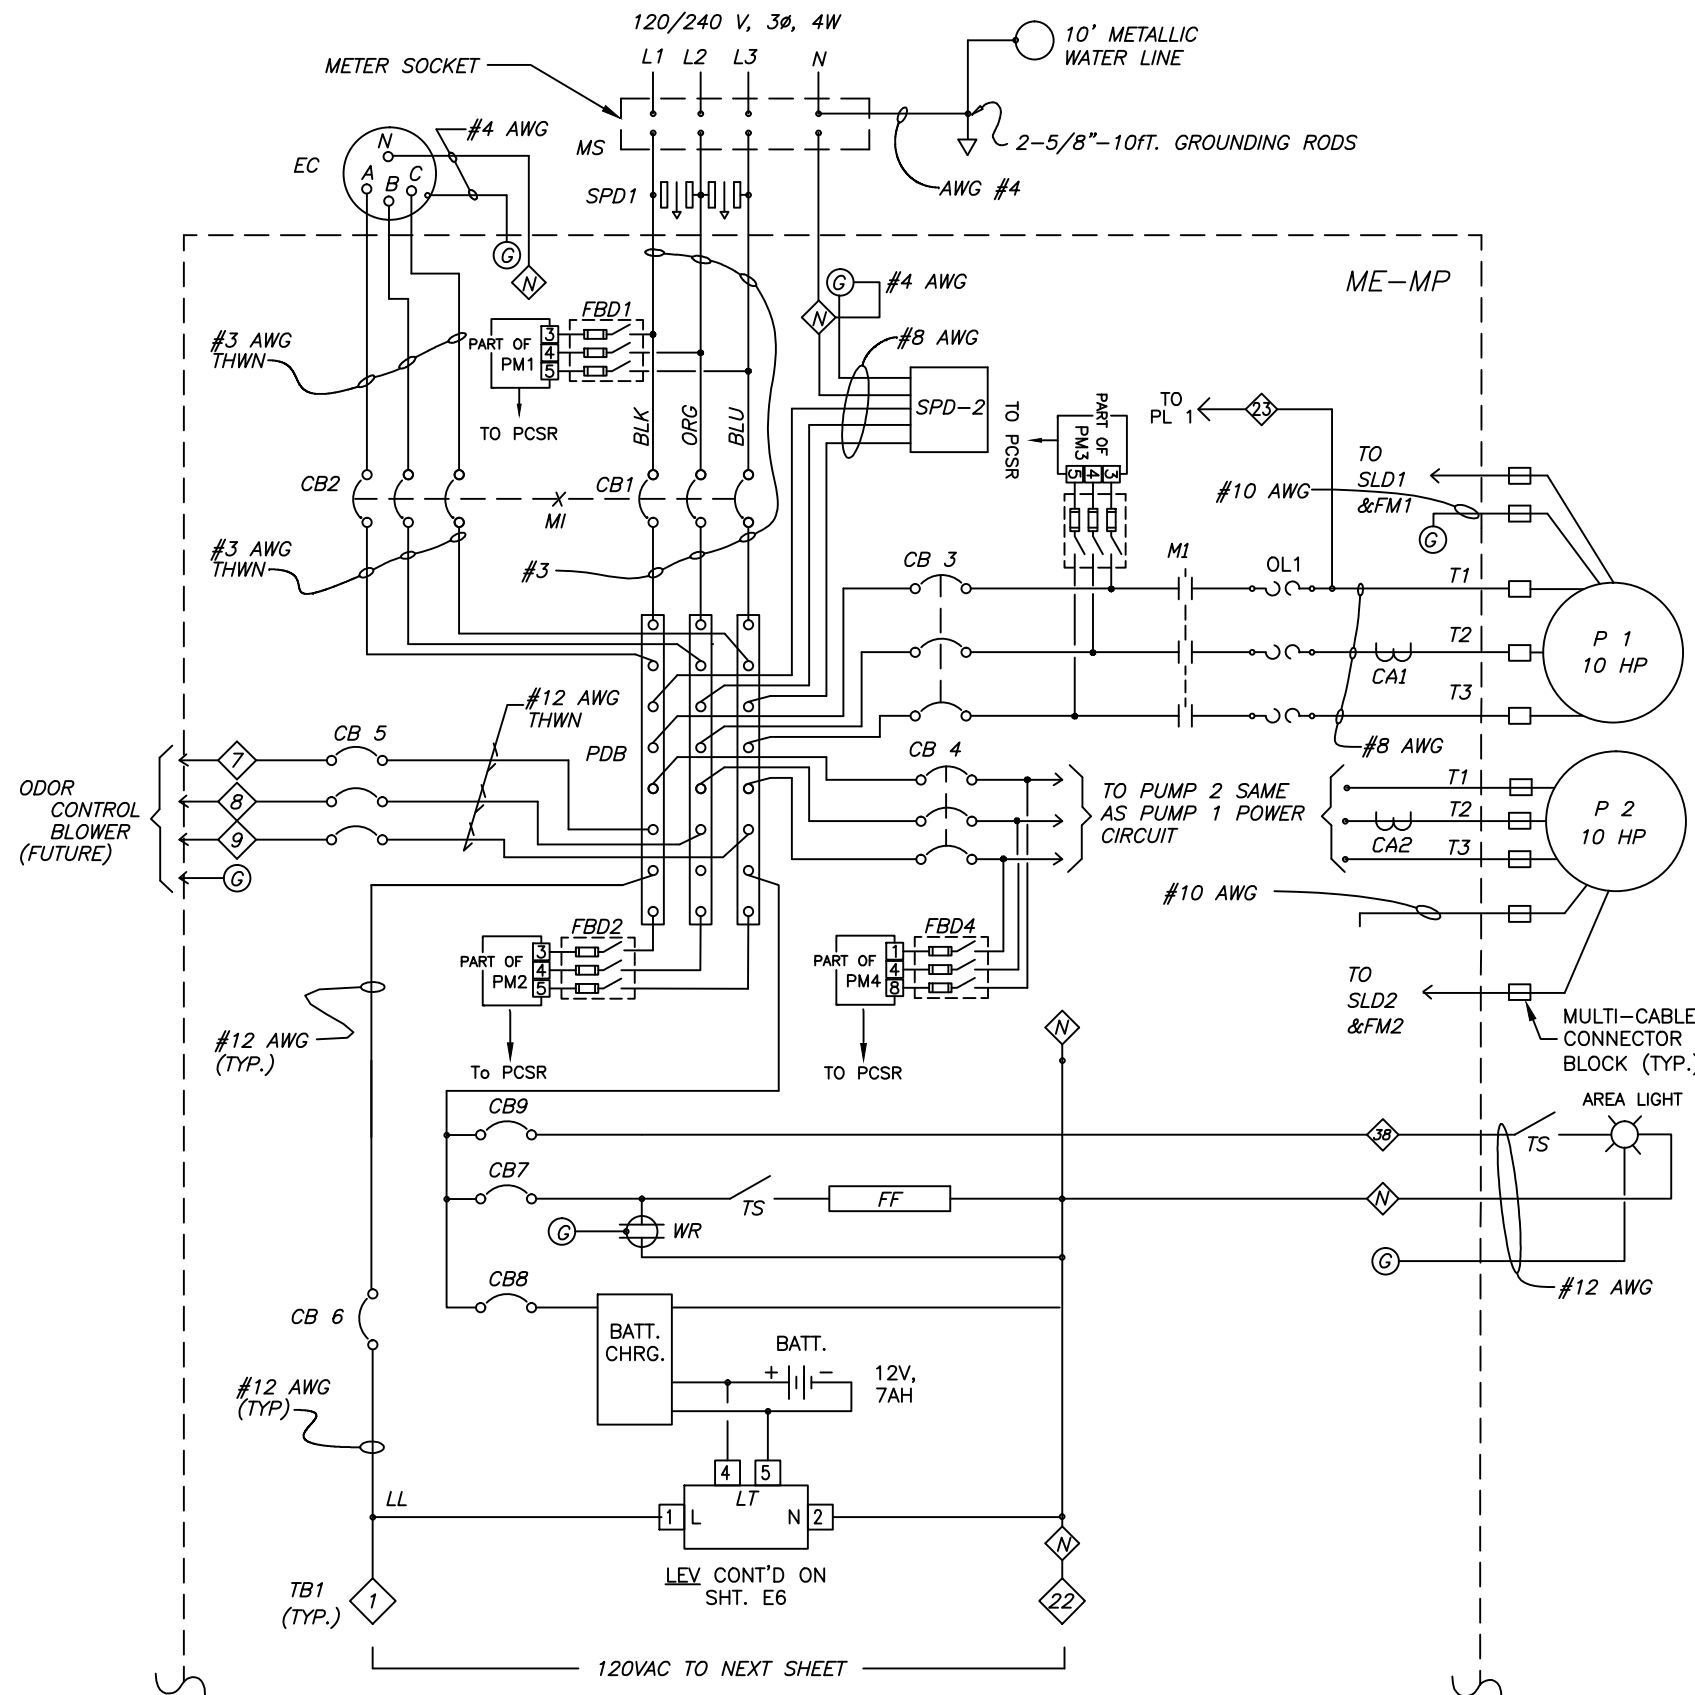 120/240 V, 3ø, 4W
L1 L2 L3 N
METER SOCKET
10' METALLIC
WATER LINE
#4 AWG
MS
2-5/8"-10fT. GROUNDING RODS
AWG #4
EC
N
A B C
SPD1
G
N
G
#4 AWG
N
ME-MP
FBD1
PART OF
PM1
3
4
5
TO PCSR
#3 AWG
THWN
#8 AWG
SPD-2
BLK ORG BLU
TO PCSR
PART OF
PM3
5 4 3
TO
PL 1
23
TO
SLD1
&FM1
#10 AWG
G
CB2
X
MI
CB1
#3 AWG
THWN
#3
CB 3
M1
OL1
T1
T2
T3
CA1
#8 AWG
P 1
10 HP
#12 AWG
THWN
PDB
CB 5
7
8
9
G
ODOR
CONTROL
BLOWER
(FUTURE)
CB 4
TO PUMP 2 SAME
AS PUMP 1 POWER
CIRCUIT
T1
T2
T3
CA2
P 2
10 HP
#10 AWG
FBD2
PART OF
PM2
3
4
5
To PCSR
FBD4
PART OF
PM4
1
4
8
TO PCSR
TO
SLD2
&FM2
MULTI-CABLE
CONNECTOR
BLOCK (TYP.)
#12 AWG
(TYP.)
N
AREA LIGHT
CB9
38
TS
CB7
TS
FF
N
G
WR
G
#12 AWG
CB8
CB 6
BATT.
CHRG.
BATT.
+ -
12V,
7AH
#12 AWG
(TYP)
4 5
LL
LT
1 L N 2
N
LEV CONT'D ON
SHT. E6
TB1
(TYP.)
1
22
120VAC TO NEXT SHEET